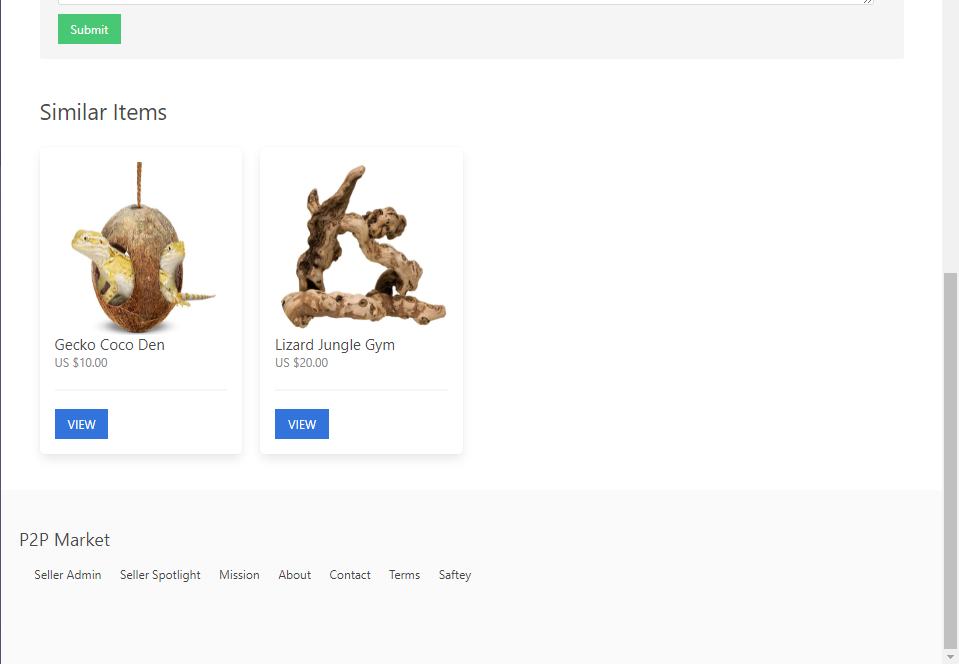 Submit
Similar Items
Gecko Coco Den
US $10.00
VIEW
Lizard Jungle Gym
US $20.00
VIEW
P2P Market
Seller Admin Seller Spotlight Mission About Contact Terms Saftey